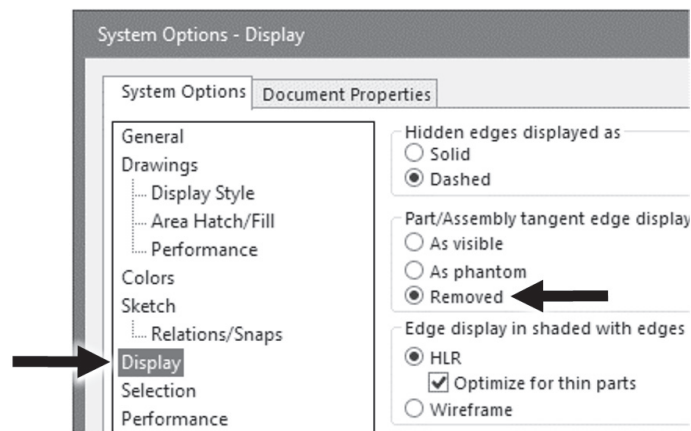 System Options - Display
System Options
Document Properties
General
Drawings
Display Style
Area Hatch/Fill
Performance
Colors
Sketch
Relations/Snaps
Display
Selection
Performance
Hidden edges displayed as
Solid
Dashed
Part/Assembly tangent edge display
As visible
As phantom
Removed
Edge display in shaded with edges
HLR
Optimize for thin parts
Wireframe